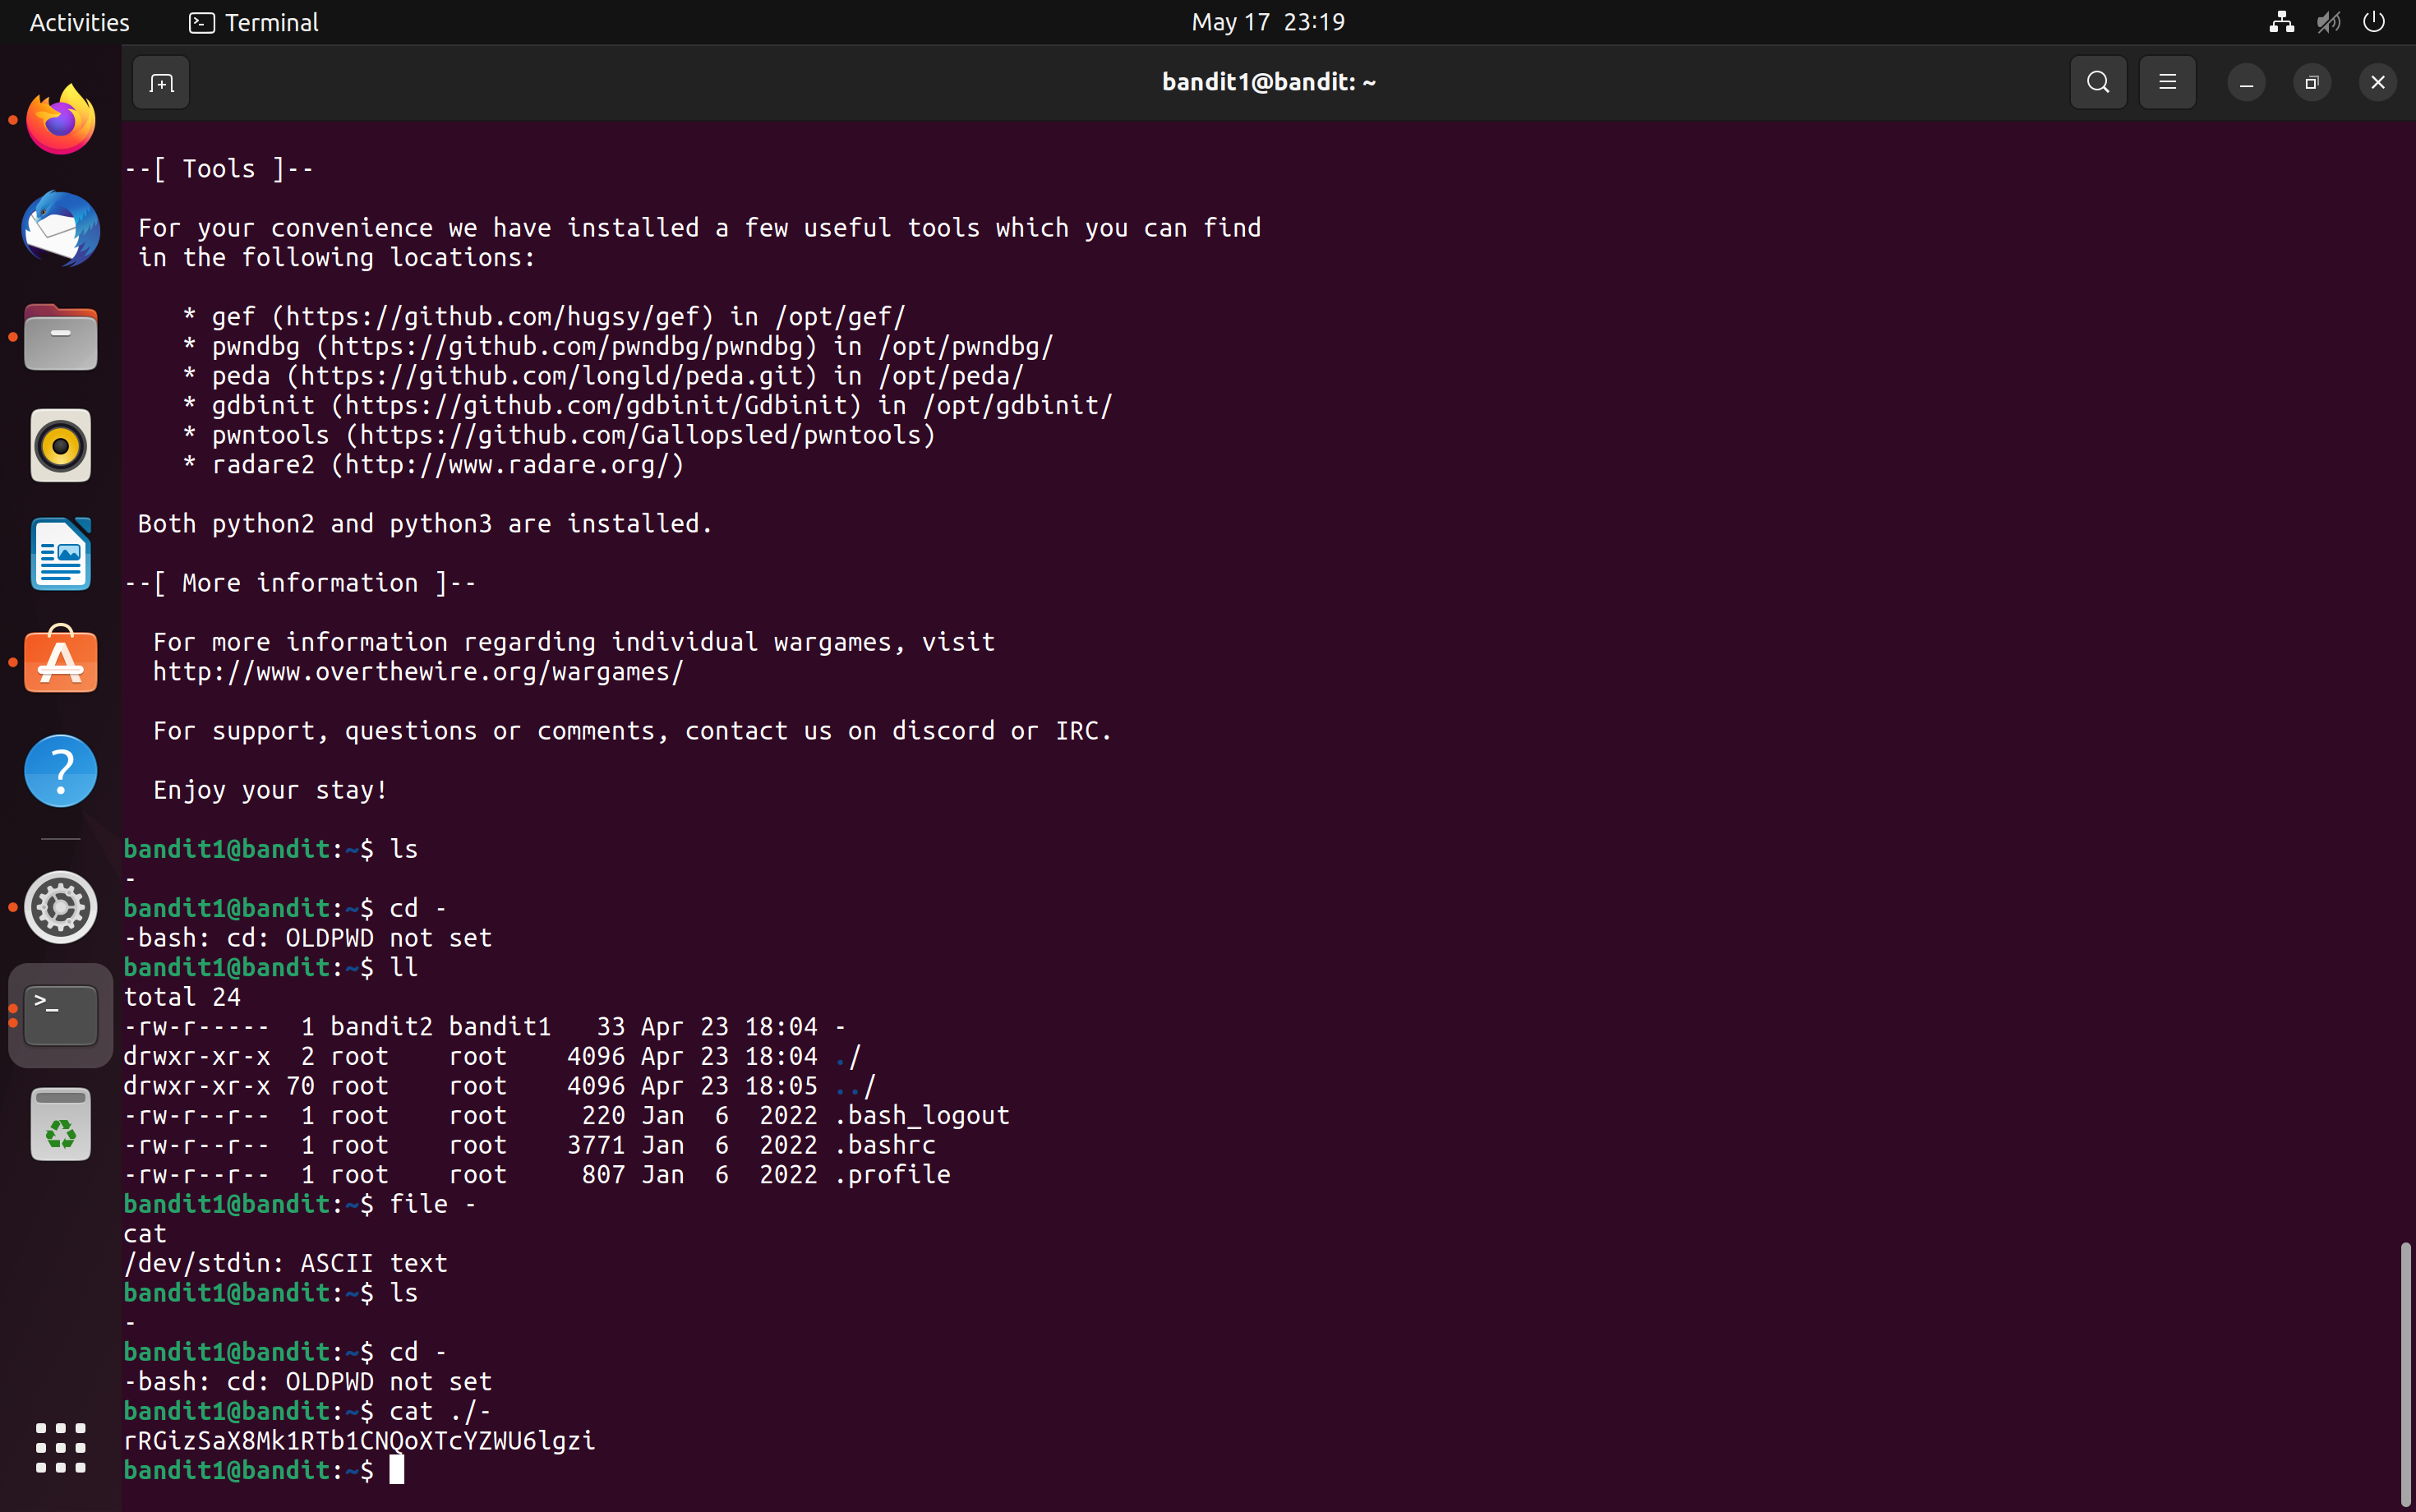 Activities Terminal May 17 23:19
bandit1@bandit: ~
--[ Tools ]--
For your convenience we have installed a few useful tools which you can find
in the following locations:
* gef (https://github.com/hugsy/gef) in /opt/gef/
* pwndbg (https://github.com/pwndbg/pwndbg) in /opt/pwndbg/
* peda (https://github.com/longld/peda.git) in /opt/peda/
* gdbinit (https://github.com/gdbinit/Gdbinit) in /opt/gdbinit/
* pwntools (https://github.com/Gallopsled/pwntools)
* radare2 (http://www.radare.org/)
Both python2 and python3 are installed.
--[ More information ]--
For more information regarding individual wargames, visit
http://www.overthewire.org/wargames/
For support, questions or comments, contact us on discord or IRC.
Enjoy your stay!
bandit1@bandit:~$ ls
-
bandit1@bandit:~$ cd -
-bash: cd: OLDPWD not set
bandit1@bandit:~$ ll
total 24
-rw-r----- 1 bandit2 bandit1 33 Apr 23 18:04 -
drwxr-xr-x 2 root root 4096 Apr 23 18:04 ./
drwxr-xr-x 70 root root 4096 Apr 23 18:05 ../
-rw-r--r-- 1 root root 220 Jan 6 2022 .bash_logout
-rw-r--r-- 1 root root 3771 Jan 6 2022 .bashrc
-rw-r--r-- 1 root root 807 Jan 6 2022 .profile
bandit1@bandit:~$ file -
cat
/dev/stdin: ASCII text
bandit1@bandit:~$ ls
-
bandit1@bandit:~$ cd -
-bash: cd: OLDPWD not set
bandit1@bandit:~$ cat ./-
rRGizSaX8Mk1RTb1CNQoXTcYZWU6lgzi
bandit1@bandit:~$